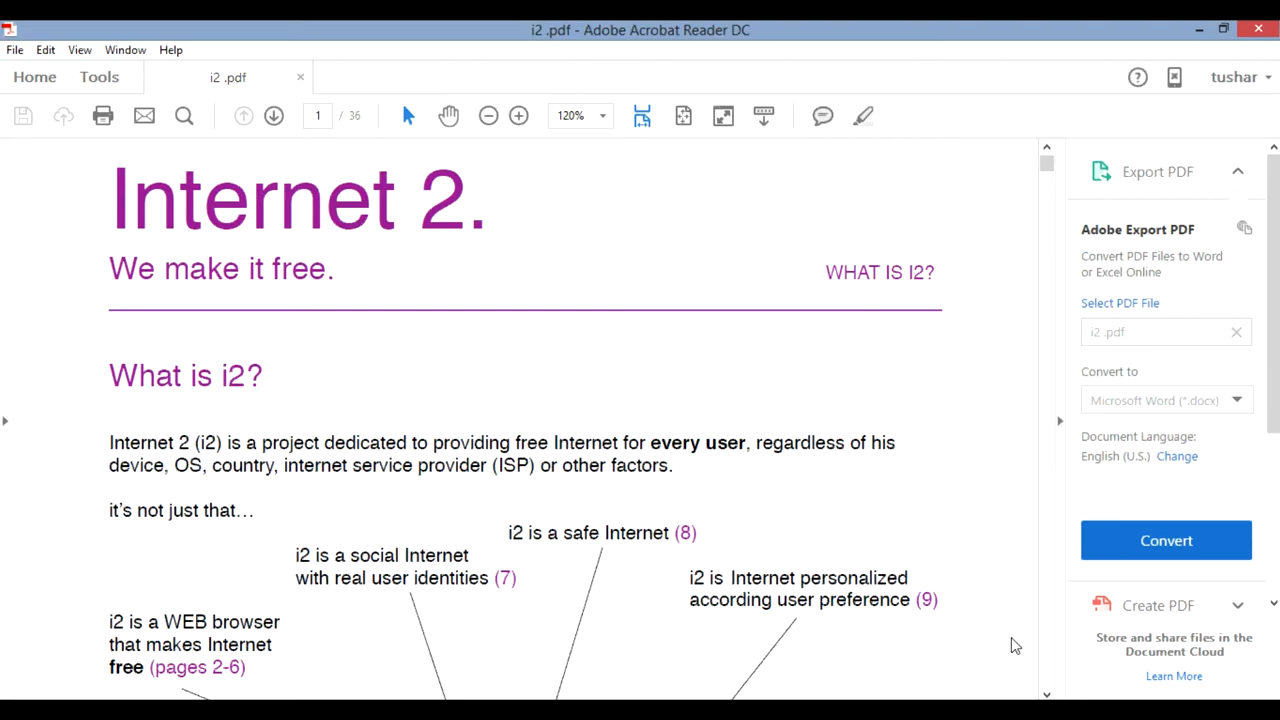 i2 .pdf - Adobe Acrobat Reader DC
File Edit View Window Help
Home Tools i2 .pdf × tushar
1 / 36 120%
Internet 2.
We make it free. WHAT IS I2?
What is i2?
Internet 2 (i2) is a project dedicated to providing free Internet for every user, regardless of his
device, OS, country, internet service provider (ISP) or other factors.
it's not just that…
i2 is a safe Internet (8)
i2 is a social Internet
with real user identities (7)
i2 is Internet personalized
according user preference (9)
i2 is a WEB browser
that makes Internet
free (pages 2-6)
Export PDF
Adobe Export PDF
Convert PDF Files to Word
or Excel Online
Select PDF File
i2 .pdf
Convert to
Microsoft Word (*.docx)
Document Language:
English (U.S.) Change
Convert
Create PDF
Store and share files in the
Document Cloud
Learn More